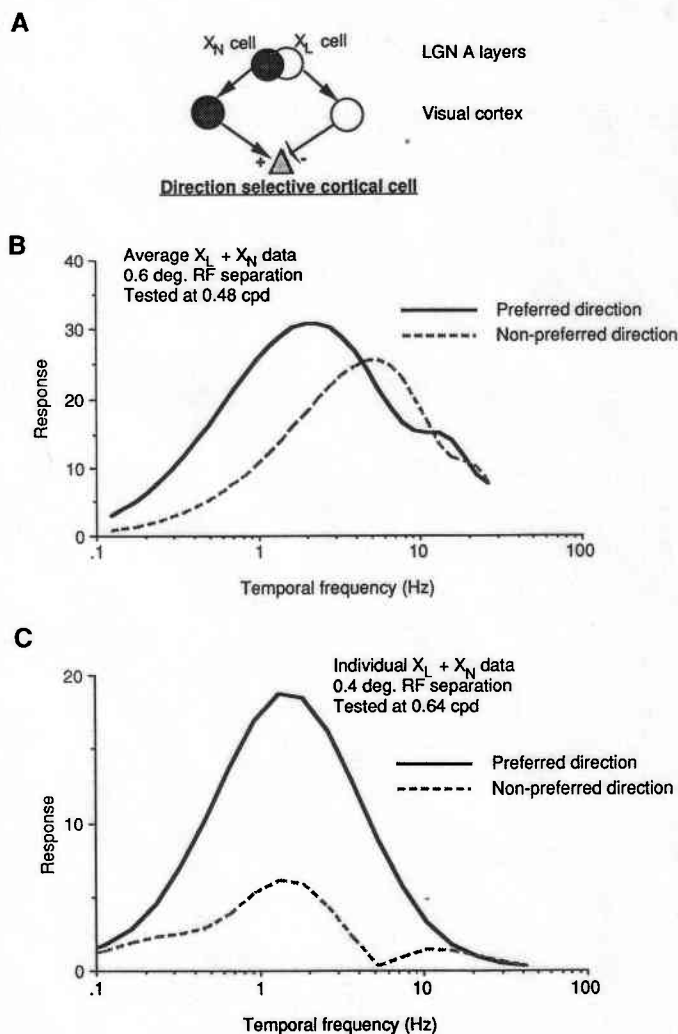 A
X_N cell
X_L cell
LGN A layers
Visual cortex
+
-
Direction selective cortical cell
B
Average X_L + X_N data
0.6 deg. RF separation
Tested at 0.48 cpd
Preferred direction
Non-preferred direction
40
30
20
10
0
Response
.1
1
10
100
Temporal frequency (Hz)
C
Individual X_L + X_N data
0.4 deg. RF separation
Tested at 0.64 cpd
Preferred direction
Non-preferred direction
20
10
0
Response
.1
1
10
100
Temporal frequency (Hz)